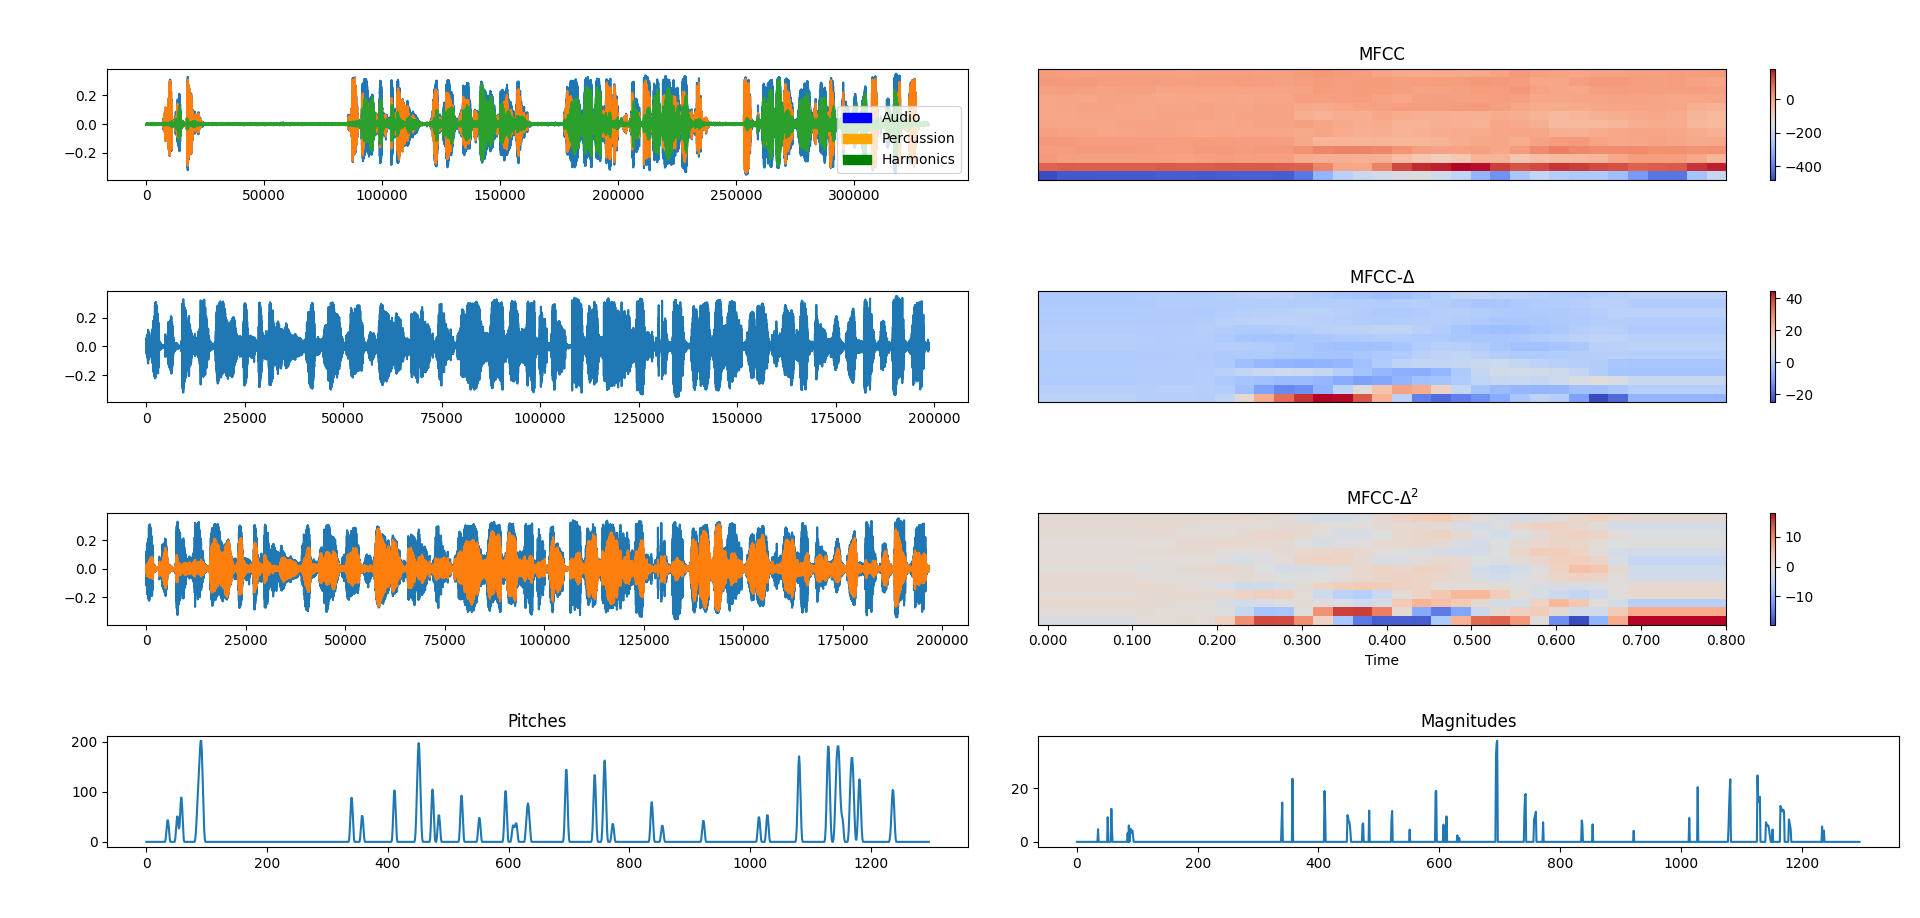 MFCC
0.2
0.0
−0.2
Audio
Percussion
Harmonics
0
−200
−400
0 50000 100000 150000 200000 250000 300000
MFCC-Δ
0.2
0.0
−0.2
40
20
0
−20
0 25000 50000 75000 100000 125000 150000 175000 200000
MFCC-Δ²
0.2
0.0
−0.2
10
0
−10
0 25000 50000 75000 100000 125000 150000 175000 200000
0.000 0.100 0.200 0.300 0.400 0.500 0.600 0.700 0.800
Time
Pitches
200
100
0
0 200 400 600 800 1000 1200
Magnitudes
20
0
0 200 400 600 800 1000 1200